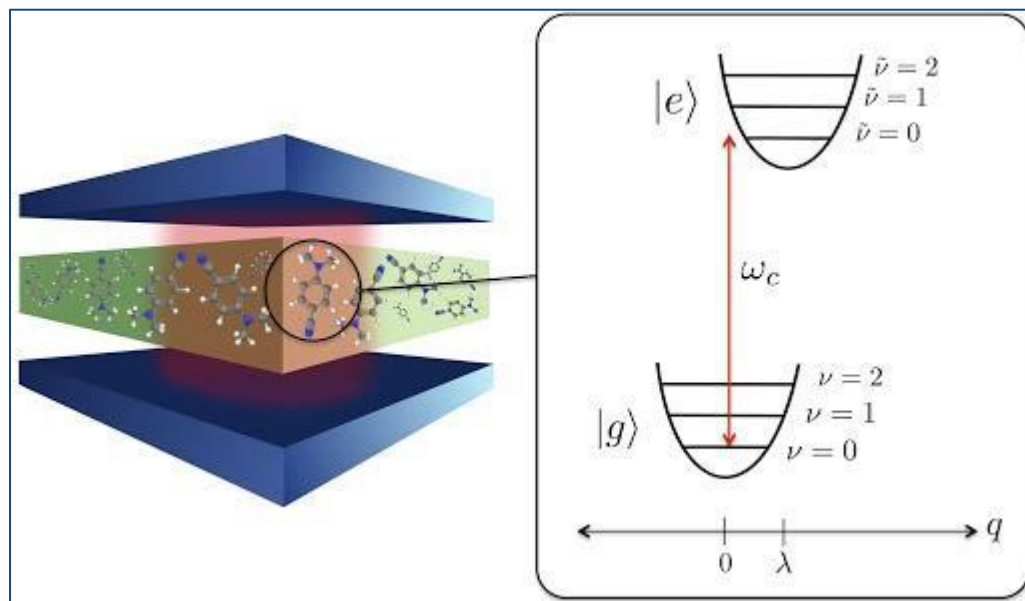 |e⟩
ṽ = 2
ṽ = 1
ṽ = 0
ω_c
|g⟩
ν = 2
ν = 1
ν = 0
0 λ q